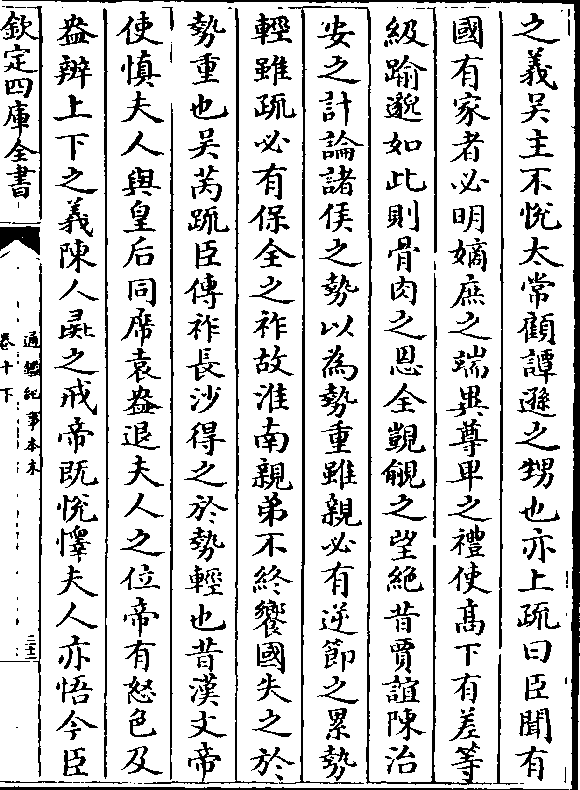 之義吴主不悅太常顧譚遜之甥也亦上疏曰臣聞有
國有家者必明嫡庶之端異尊卑之禮使髙下有差等
級踰邈如此則骨肉之恩全覬覦之望絶昔賈誼陳治
安之計論諸侯之勢以為勢重雖親必有逆節之累勢
輕雖疏必有保全之祚故淮南親弟不終饗國失之於
勢重也吴芮疏臣傳祚長沙得之於勢輕也昔漢文帝
使慎夫人與皇后同席袁盎退夫人之位帝有怒色及
盎辨上下之義陳人彘之戒帝既悅懌夫人亦悟今臣
欽定四庫全書
通鑑紀事本末
卷十下
二十三